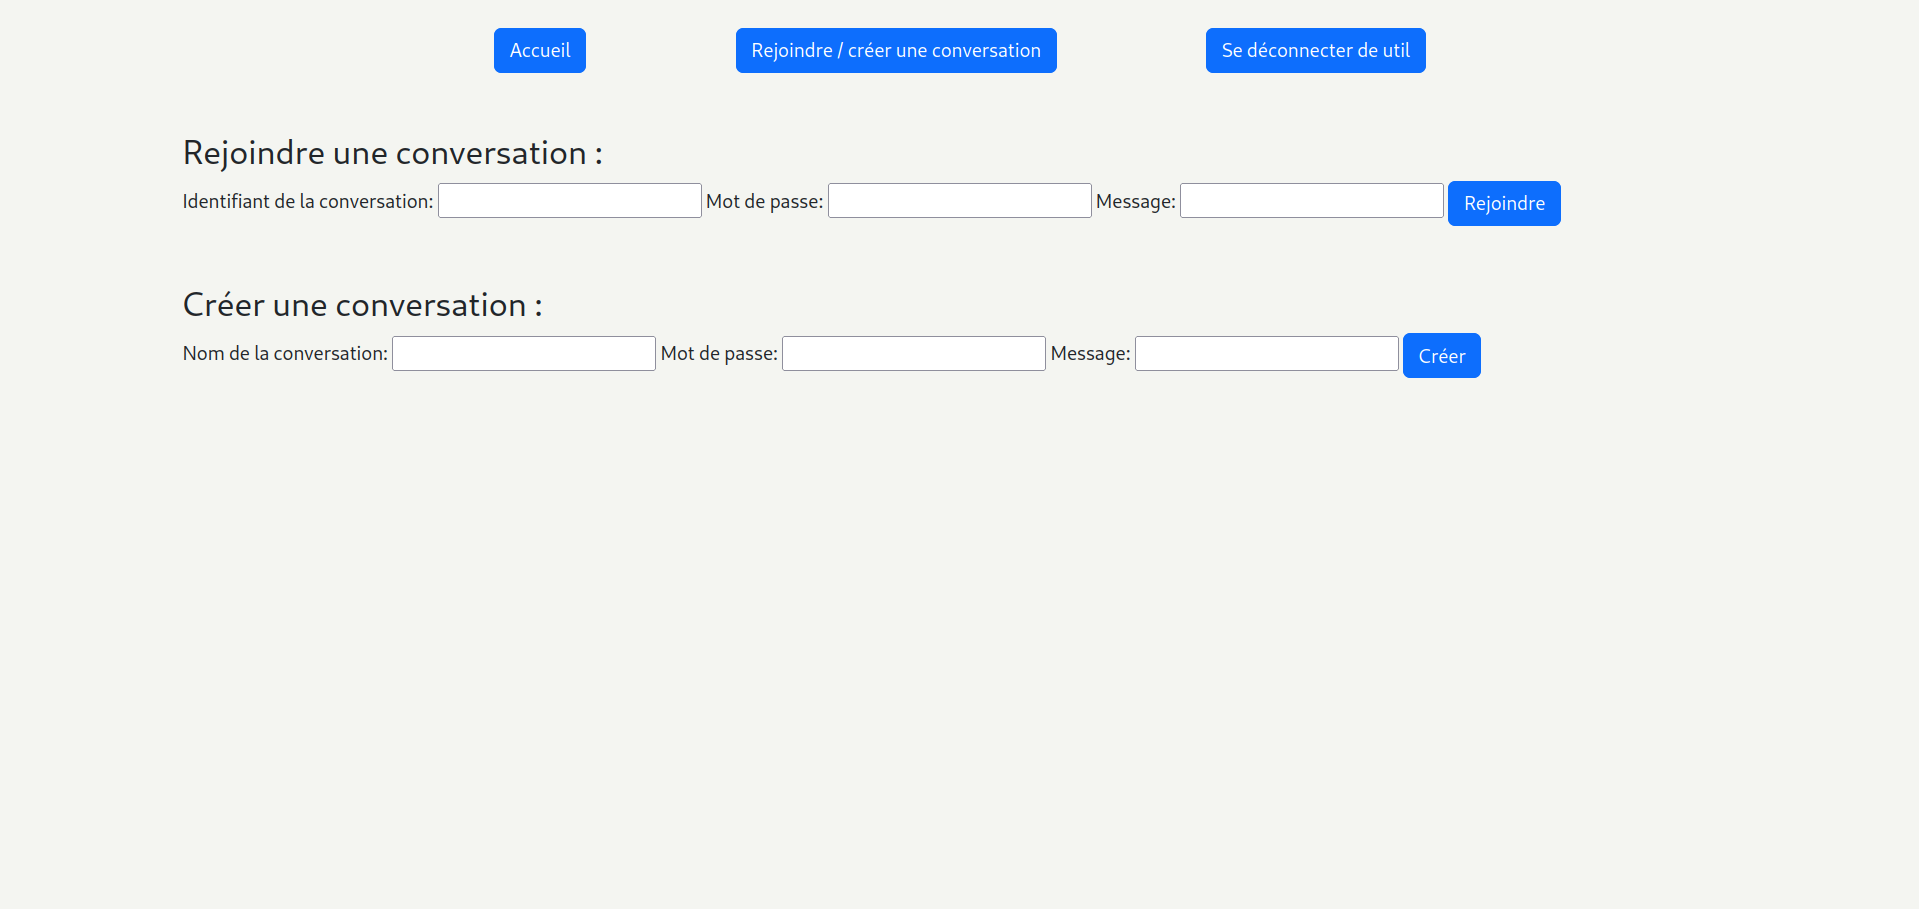 Accueil Rejoindre / créer une conversation Se déconnecter de util
Rejoindre une conversation :
Identifiant de la conversation: Mot de passe: Message: Rejoindre
Créer une conversation :
Nom de la conversation: Mot de passe: Message: Créer